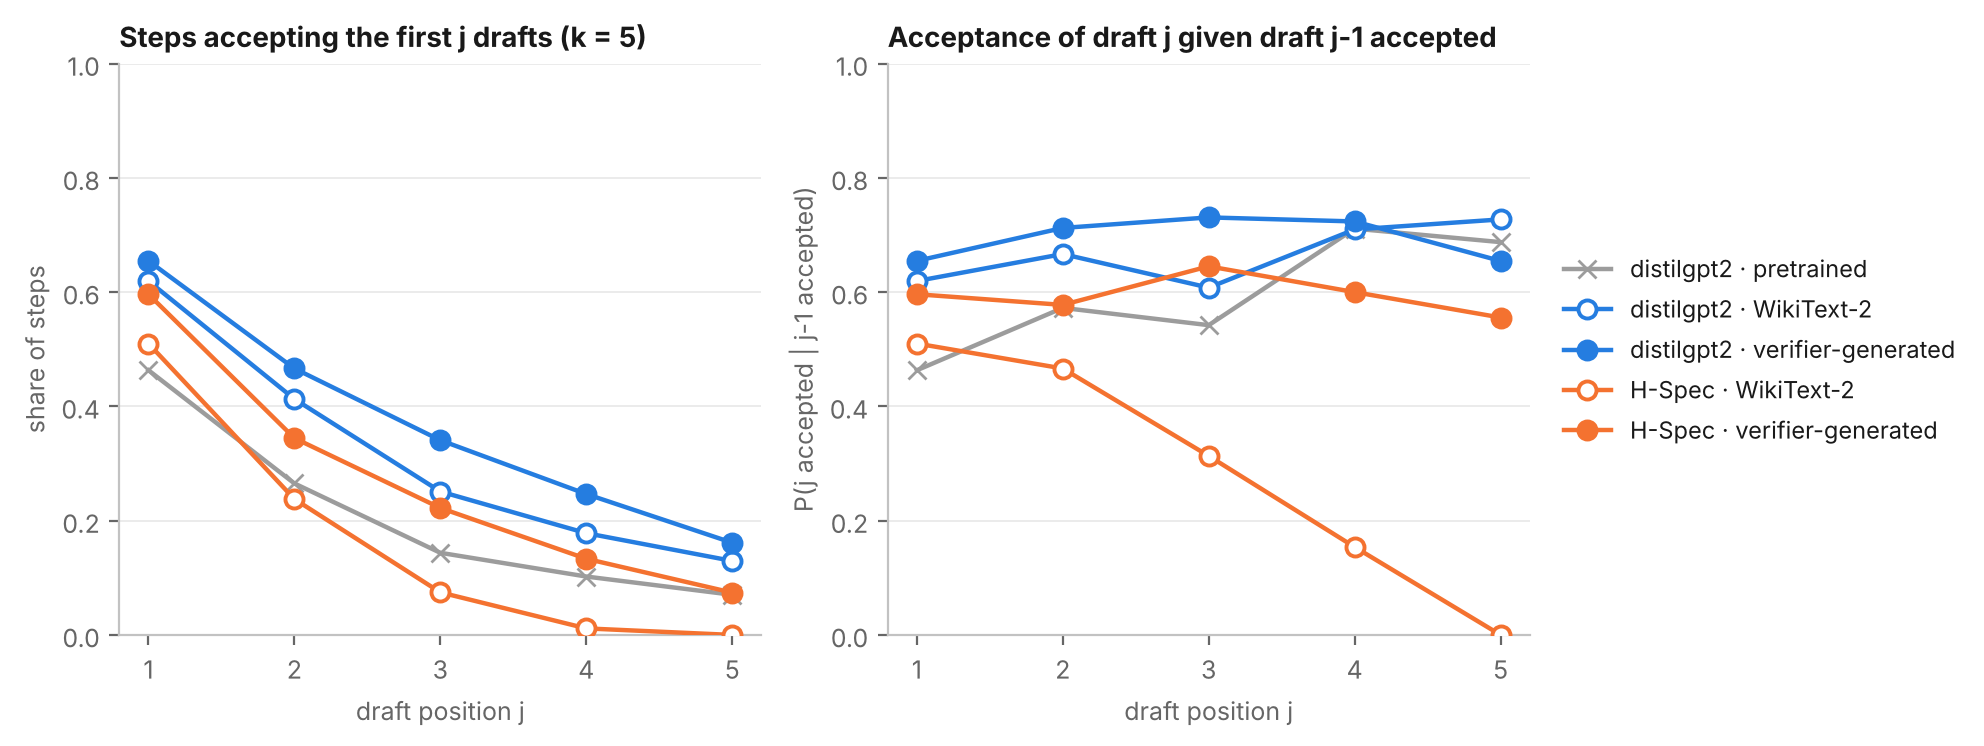 Steps accepting the first j drafts (k = 5)
1.0
0.8
0.6
0.4
0.2
0.0
share of steps
1 2 3 4 5
draft position j
Acceptance of draft j given draft j-1 accepted
1.0
0.8
0.6
0.4
0.2
0.0
P(j accepted | j-1 accepted)
1 2 3 4 5
draft position j
distilgpt2 · pretrained
distilgpt2 · WikiText-2
distilgpt2 · verifier-generated
H-Spec · WikiText-2
H-Spec · verifier-generated